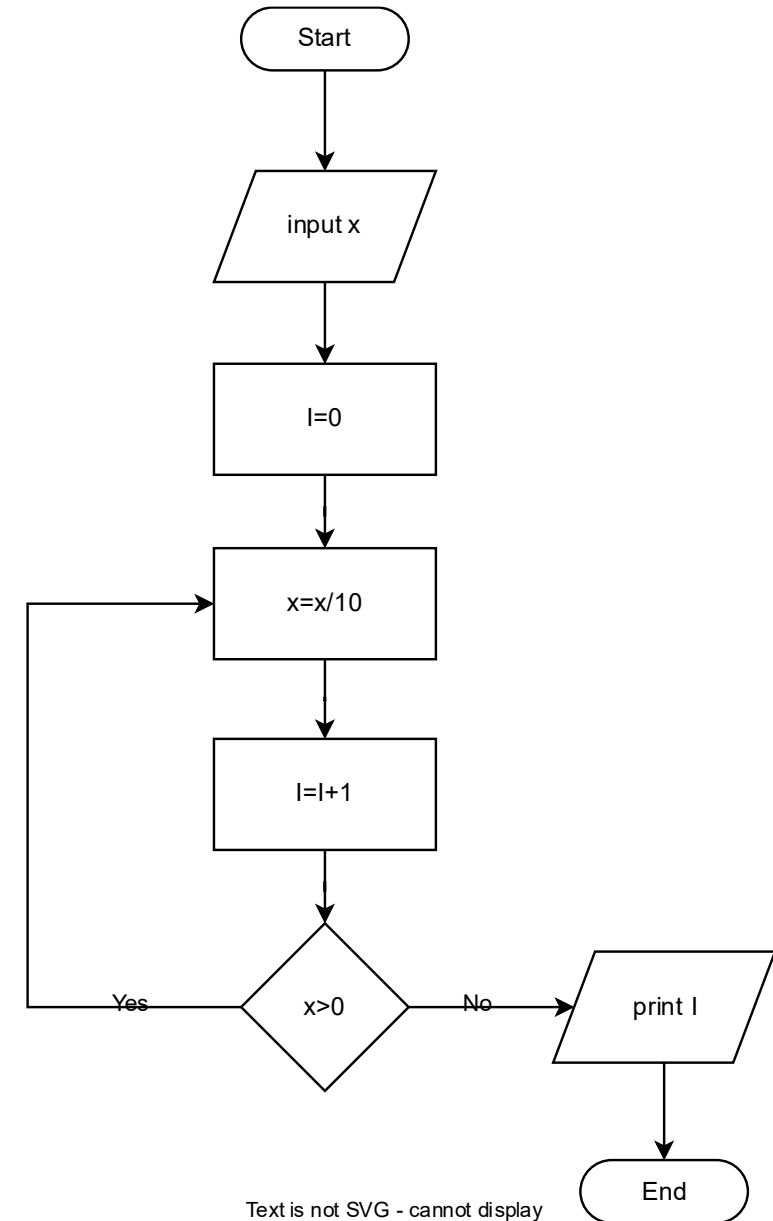 Start
input x
I=0
x=x/10
I=I+1
x>0
Yes
No
print I
End
Text is not SVG - cannot display